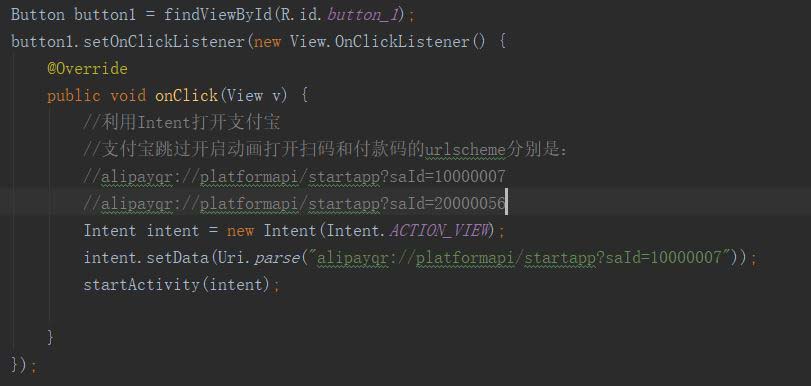 Button button1 = findViewById(R.id.button_1);
button1.setOnClickListener(new View.OnClickListener() {
@Override
public void onClick(View v) {
//利用Intent打开支付宝
//支付宝跳过开启动画打开扫码和付款码的urlscheme分别是：
//alipayqr://platformapi/startapp?saId=10000007
//alipayqr://platformapi/startapp?saId=20000056
Intent intent = new Intent(Intent.ACTION_VIEW);
intent.setData(Uri.parse("alipayqr://platformapi/startapp?saId=10000007"));
startActivity(intent);
}
});